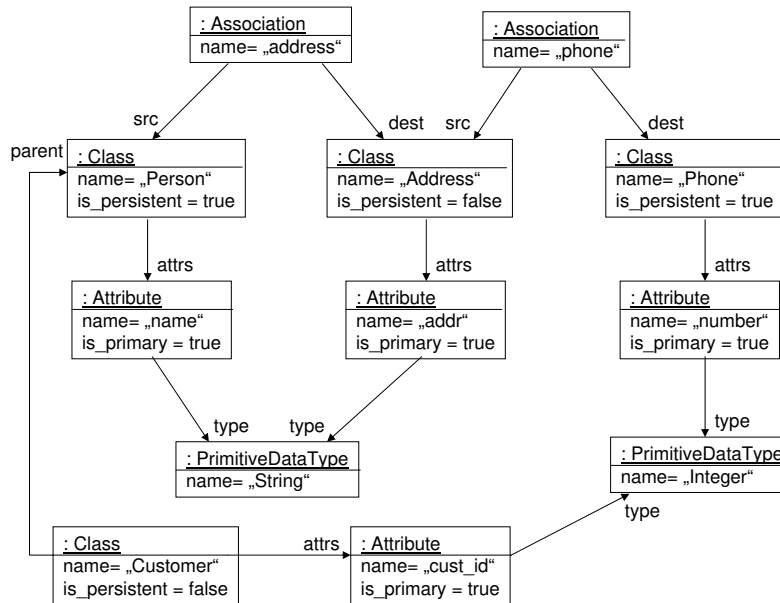 : Association
name= „address“
: Association
name= „phone“
src
dest
src
dest
parent
: Class
name= „Person“
is_persistent = true
: Class
name= „Address“
is_persistent = false
: Class
name= „Phone“
is_persistent = true
attrs
attrs
attrs
: Attribute
name= „name“
is_primary = true
: Attribute
name= „addr“
is_primary = true
: Attribute
name= „number“
is_primary = true
type
type
type
: PrimitiveDataType
name= „String“
: PrimitiveDataType
name= „Integer“
type
: Class
name= „Customer“
is_persistent = false
attrs
: Attribute
name= „cust_id“
is_primary = true